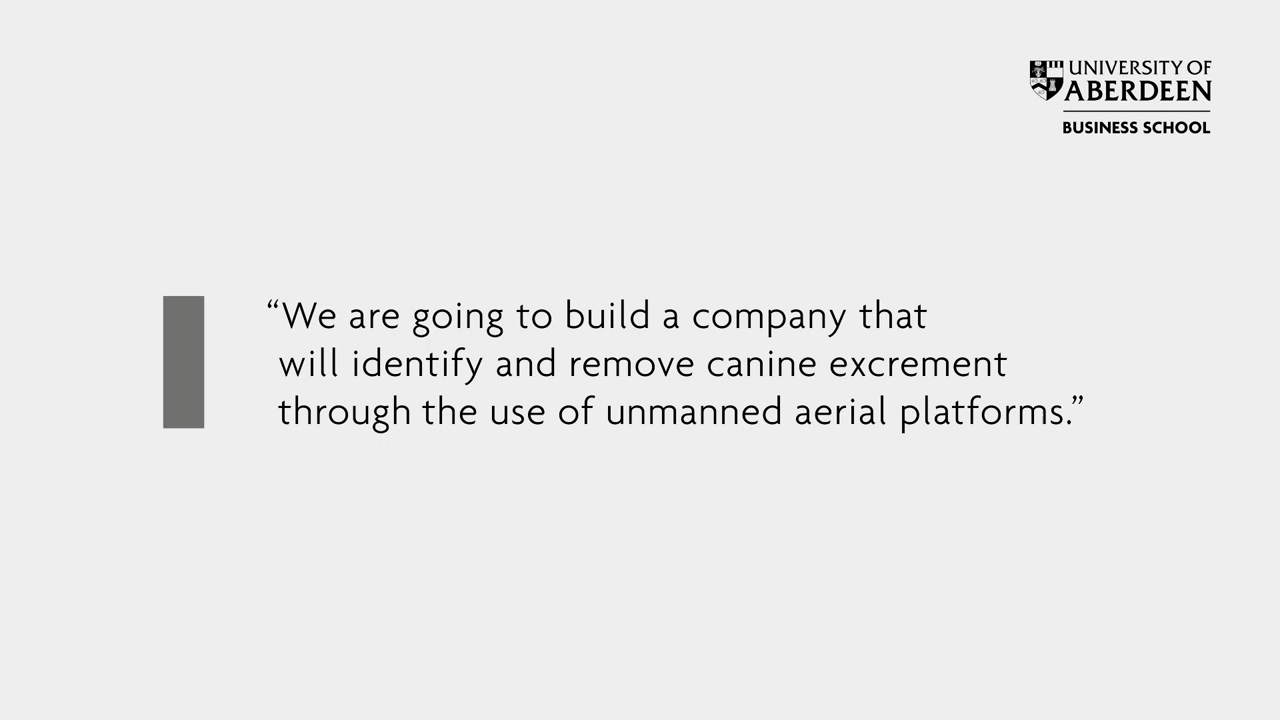 UNIVERSITY OF
ABERDEEN
BUSINESS SCHOOL
“We are going to build a company that
will identify and remove canine excrement
through the use of unmanned aerial platforms.”